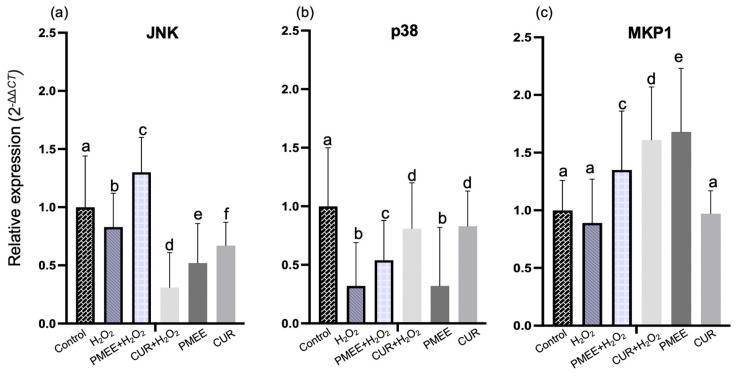 (a)
JNK
Relative expression (2-ΔΔCT)
2.5
2.0
1.5
1.0
0.5
0.0
a
b
c
d
e
f
Control
H₂O₂
PMEE+H₂O₂
CUR+H₂O₂
PMEE
CUR
(b)
p38
2.5
2.0
1.5
1.0
0.5
0.0
a
b
c
d
b
d
Control
H₂O₂
PMEE+H₂O₂
CUR+H₂O₂
PMEE
CUR
(c)
MKP1
2.5
2.0
1.5
1.0
0.5
0.0
a
a
c
d
e
a
Control
H₂O₂
PMEE+H₂O₂
CUR+H₂O₂
PMEE
CUR